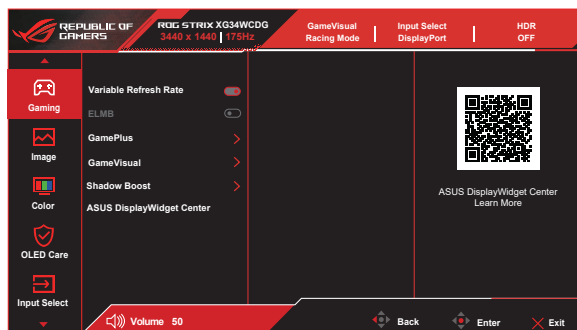 REPUBLIC OF
GAMERS
ROG STRIX XG34WCDG
3440 x 1440 | 175Hz
GameVisual
Racing Mode
Input Select
DisplayPort
HDR
OFF
Gaming
Image
Color
OLED Care
Input Select
Variable Refresh Rate
ELMB
GamePlus
GameVisual
Shadow Boost
ASUS DisplayWidget Center
ASUS DisplayWidget Center
Learn More
Volume 50
Back
Enter
Exit